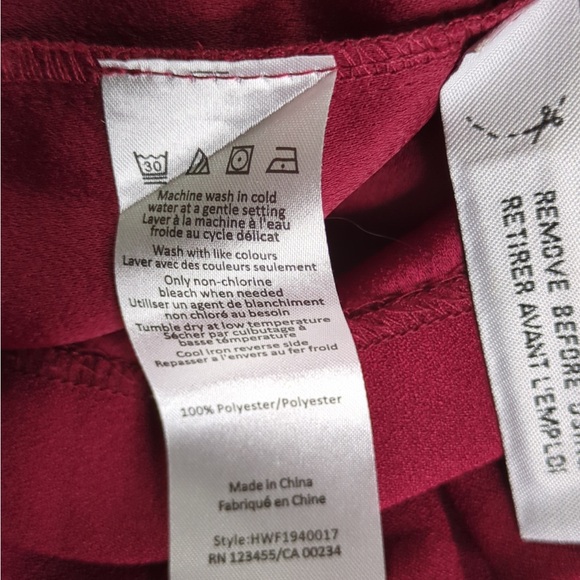 30
Machine wash in cold
water at a gentle setting
Laver à la machine à l'eau
froide au cycle délicat
Wash with like colours
Laver avec des couleurs seulement
Only non-chlorine
bleach when needed
Utiliser un agent de blanchiment
non chloré au besoin
Tumble dry at low temperature
Sécher par culbutage à
basse température
Cool iron reverse side
Repasser a l'envers au fer froid
100% Polyester/Polyester
Made in China
Fabriqué en Chine
Style:HWF1940017
RN 123455/CA 00234
REMOVE BEFORE
RETIRER AVANT L'EMPLOI